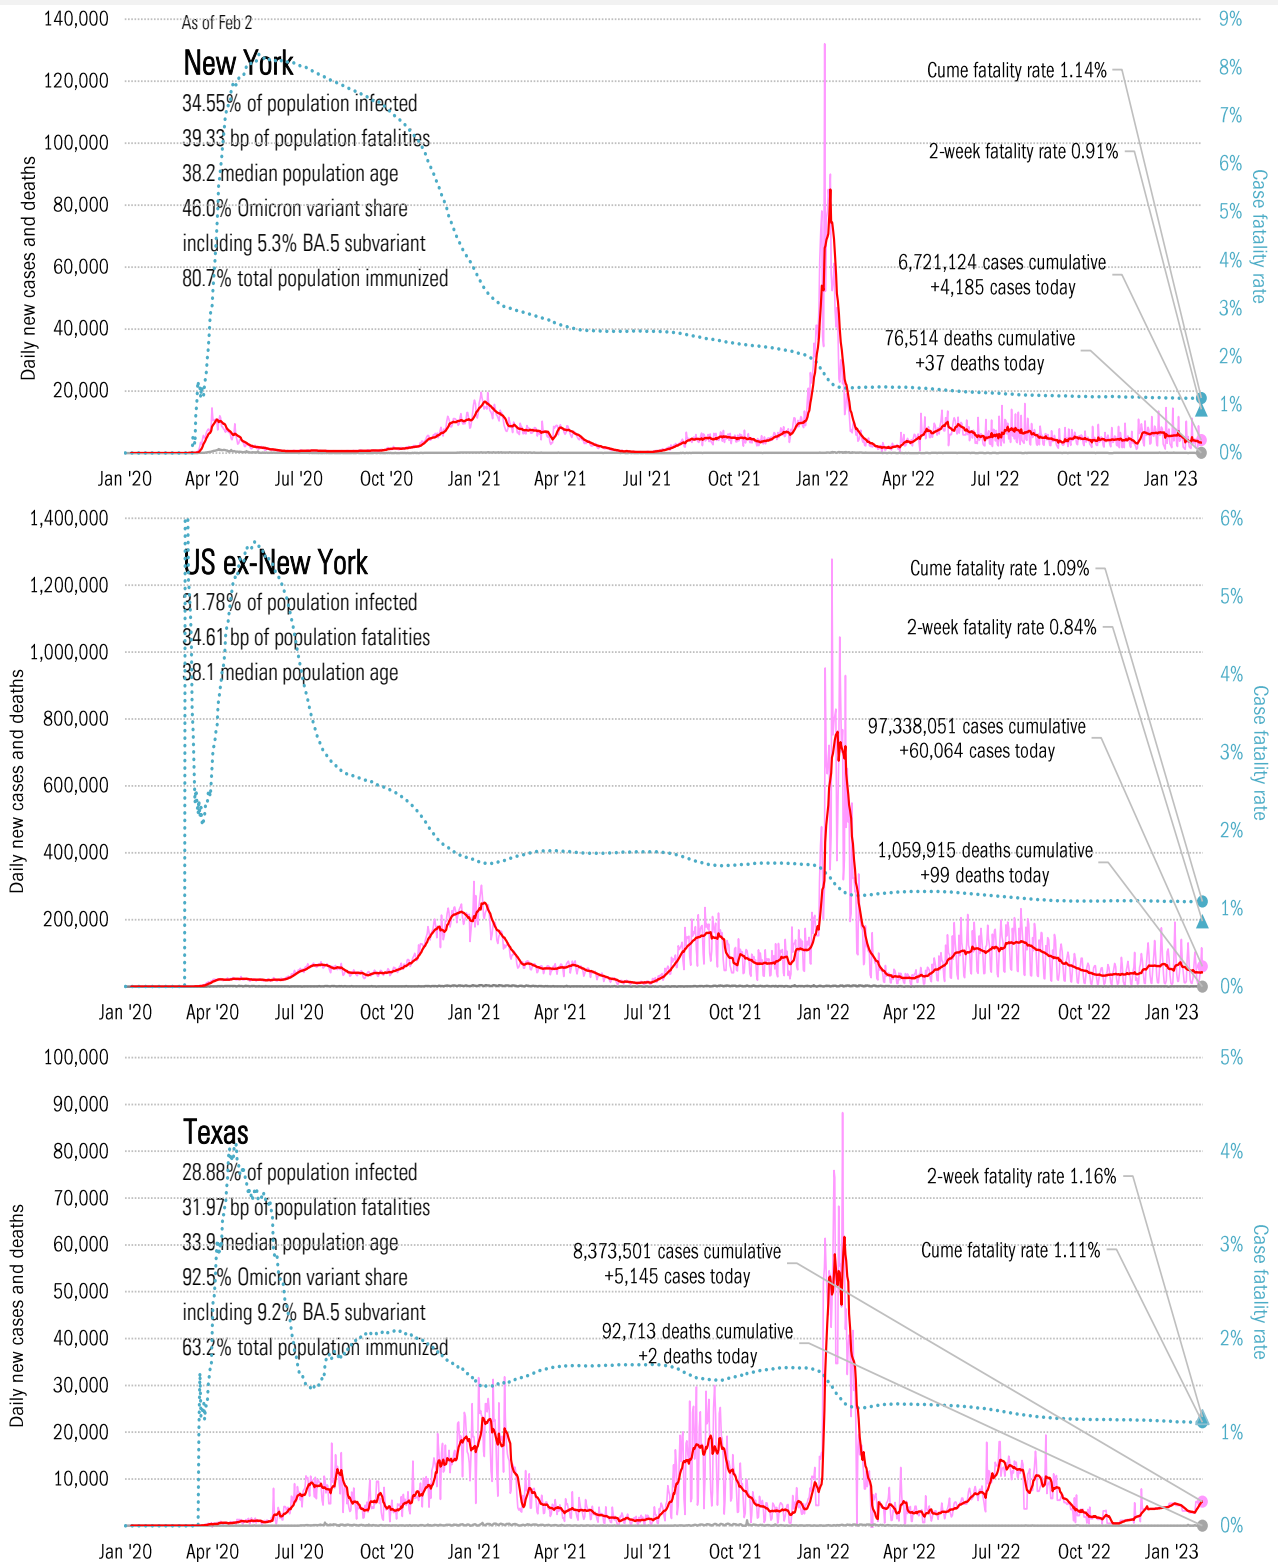 As of Feb 2
New York
34.55% of population infected
39.33 bp of population fatalities
38.2 median population age
46.0% Omicron variant share
including 5.3% BA.5 subvariant
80.7% total population immunized
Cume fatality rate 1.14%
2-week fatality rate 0.91%
6,721,124 cases cumulative
+4,185 cases today
76,514 deaths cumulative
+37 deaths today
Daily new cases and deaths
140,000
120,000
100,000
80,000
60,000
40,000
20,000
Case fatality rate
9%
8%
7%
6%
5%
4%
3%
2%
1%
0%
Jan '20 Apr '20 Jul '20 Oct '20 Jan '21 Apr '21 Jul '21 Oct '21 Jan '22 Apr '22 Jul '22 Oct '22 Jan '23
US ex-New York
31.78% of population infected
34.61 bp of population fatalities
38.1 median population age
Cume fatality rate 1.09%
2-week fatality rate 0.84%
97,338,051 cases cumulative
+60,064 cases today
1,059,915 deaths cumulative
+99 deaths today
Daily new cases and deaths
1,400,000
1,200,000
1,000,000
800,000
600,000
400,000
200,000
Case fatality rate
6%
5%
4%
3%
2%
1%
0%
Jan '20 Apr '20 Jul '20 Oct '20 Jan '21 Apr '21 Jul '21 Oct '21 Jan '22 Apr '22 Jul '22 Oct '22 Jan '23
Texas
28.88% of population infected
31.97 bp of population fatalities
33.9 median population age
92.5% Omicron variant share
including 9.2% BA.5 subvariant
63.2% total population immunized
2-week fatality rate 1.16%
Cume fatality rate 1.11%
8,373,501 cases cumulative
+5,145 cases today
92,713 deaths cumulative
+2 deaths today
Daily new cases and deaths
100,000
90,000
80,000
70,000
60,000
50,000
40,000
30,000
20,000
10,000
Case fatality rate
5%
4%
3%
2%
1%
0%
Jan '20 Apr '20 Jul '20 Oct '20 Jan '21 Apr '21 Jul '21 Oct '21 Jan '22 Apr '22 Jul '22 Oct '22 Jan '23